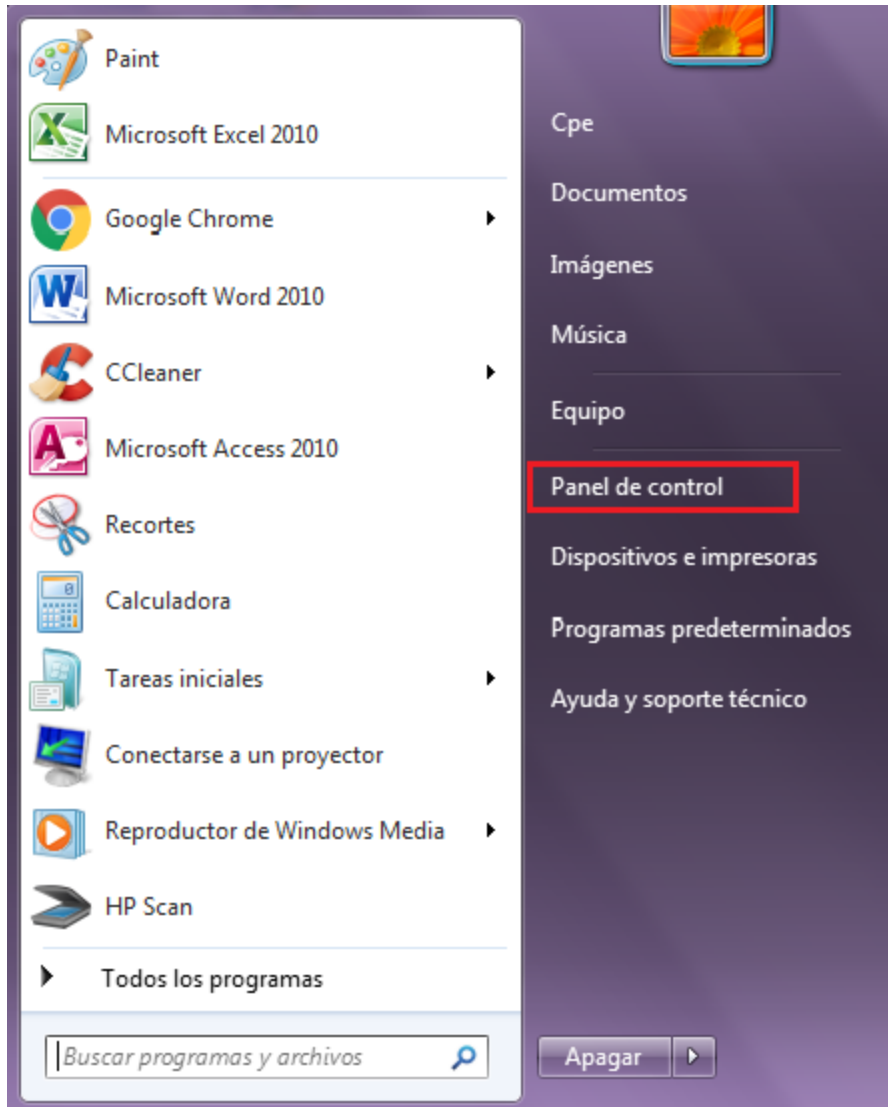 Paint
Microsoft Excel 2010
Google Chrome
Microsoft Word 2010
CCleaner
Microsoft Access 2010
Recortes
Calculadora
Tareas iniciales
Conectarse a un proyector
Reproductor de Windows Media
HP Scan
Todos los programas
Buscar programas y archivos
Cpe
Documentos
Imágenes
Música
Equipo
Panel de control
Dispositivos e impresoras
Programas predeterminados
Ayuda y soporte técnico
Apagar